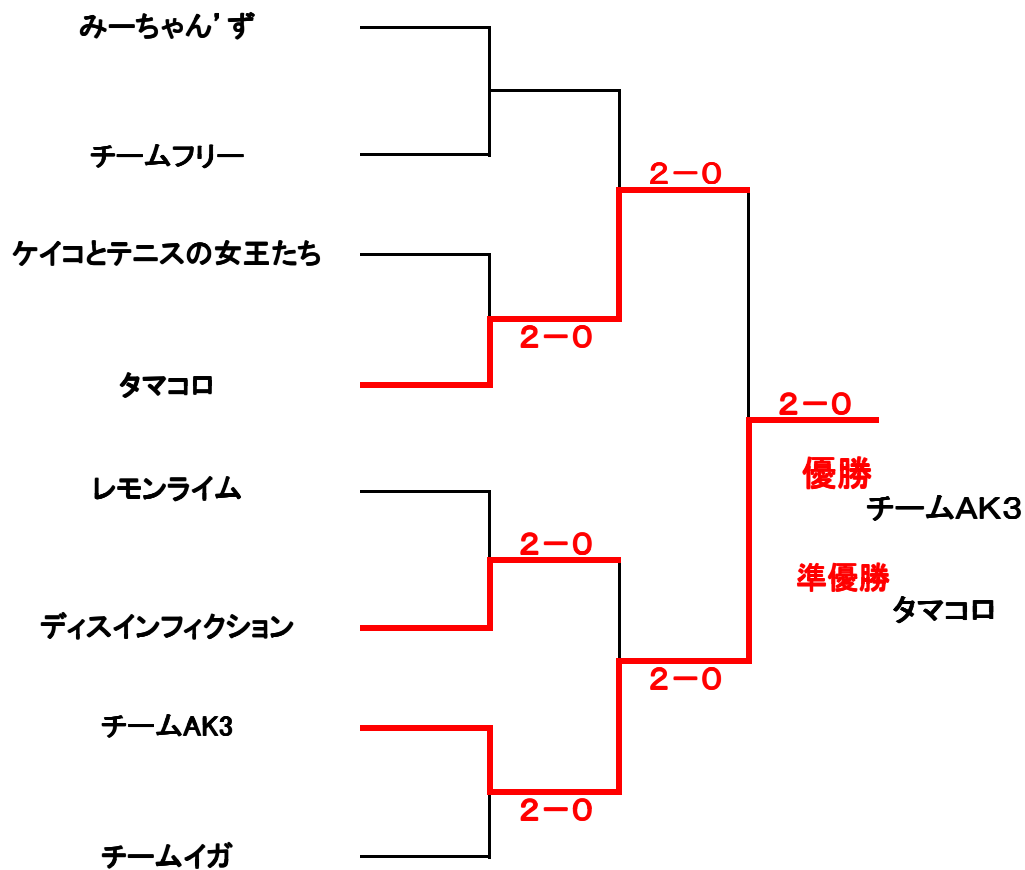 みーちゃん’ず
チームフリー
2－0
ケイコとテニスの女王たち
2－0
タマコロ
2－0
優勝
レモンライム
チームAK3
2－0
準優勝
タマコロ
ディスインフィクション
2－0
チームAK3
2－0
チームイガ